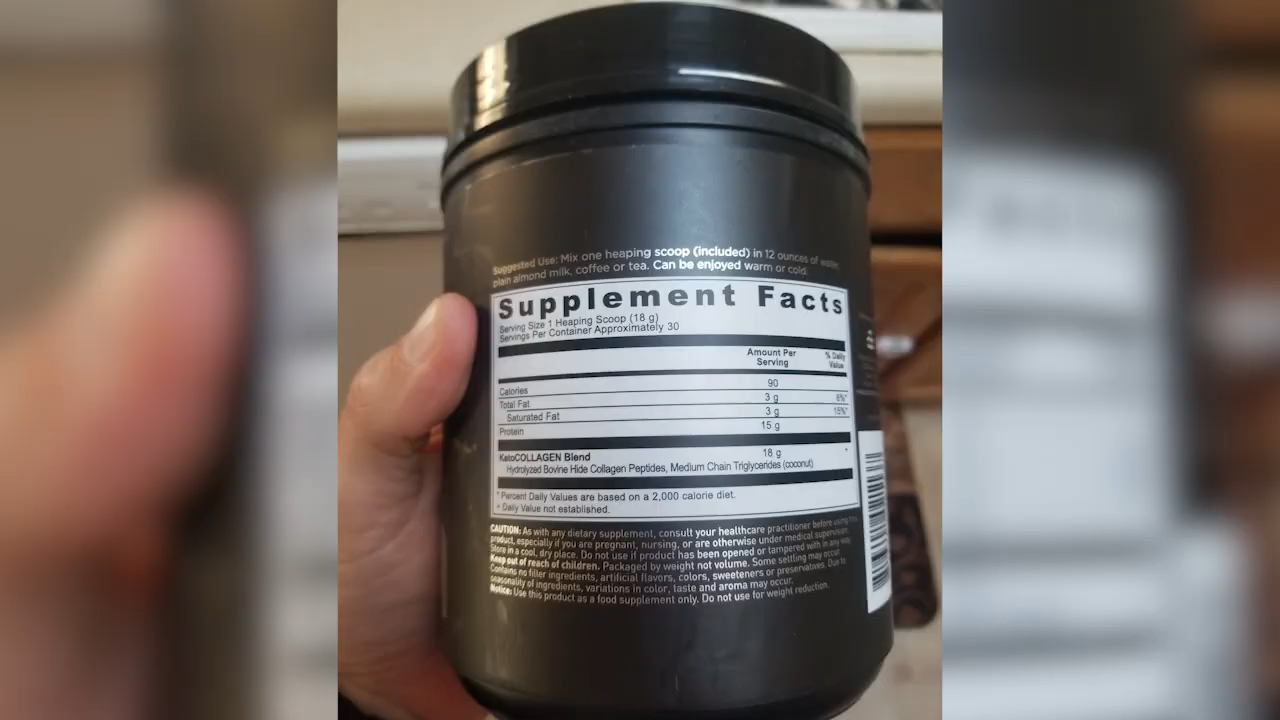 Suggested Use: Mix one heaping scoop (included) in 12 ounces of water,
plain almond milk, coffee or tea. Can be enjoyed warm or cold.
Supplement Facts
Serving Size 1 Heaping Scoop (18 g)
Servings Per Container Approximately 30
Amount Per Serving % Daily Value
Calories 90
Total Fat 3 g
Saturated Fat 3 g 15%*
Protein 15 g
KetoCOLLAGEN Blend 18 g
Hydrolyzed Bovine Hide Collagen Peptides, Medium Chain Triglycerides (coconut)
* Percent Daily Values are based on a 2,000 calorie diet.
Daily Value not established.
CAUTION: As with any dietary supplement, consult your healthcare practitioner before using this
product, especially if you are pregnant, nursing, or are otherwise under medical supervision.
Store in a cool, dry place. Do not use if product has been opened or tampered with in any way.
Keep out of reach of children. Packaged by weight not volume. Some settling may occur.
Contains no filler ingredients, artificial flavors, colors, sweeteners or preservatives. Due to
seasonality of ingredients, variations in color, taste and aroma may occur.
Notice: Use this product as a food supplement only. Do not use for weight reduction.